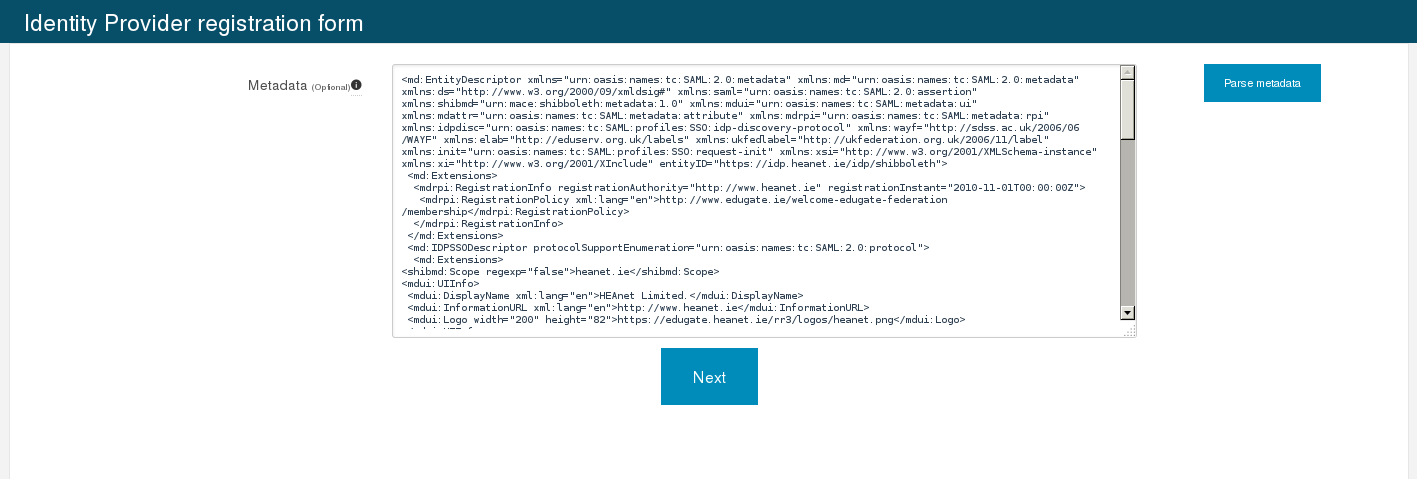 Identity Provider registration form
Metadata (Optional)
Parse metadata
<md:EntityDescriptor xmlns="urn:oasis:names:tc:SAML:2.0:metadata" xmlns:md="urn:oasis:names:tc:SAML:2.0:metadata"
xmlns:ds="http://www.w3.org/2000/09/xmldsig#" xmlns:saml="urn:oasis:names:tc:SAML:2.0:assertion"
xmlns:shibmd="urn:mace:shibboleth:metadata:1.0" xmlns:mdui="urn:oasis:names:tc:SAML:metadata:ui"
xmlns:mdattr="urn:oasis:names:tc:SAML:metadata:attribute" xmlns:mdrpi="urn:oasis:names:tc:SAML:metadata:rpi"
xmlns:idpdisc="urn:oasis:names:tc:SAML:profiles:SSO:idp-discovery-protocol" xmlns:wayf="http://sdss.ac.uk/2006/06
/WAYF" xmlns:elab="http://eduserv.org.uk/labels" xmlns:ukfedlabel="http://ukfederation.org.uk/2006/11/label"
xmlns:init="urn:oasis:names:tc:SAML:profiles:SSO:request-init" xmlns:xsi="http://www.w3.org/2001/XMLSchema-instance"
xmlns:xi="http://www.w3.org/2001/XInclude" entityID="https://idp.heanet.ie/idp/shibboleth">
<md:Extensions>
<mdrpi:RegistrationInfo registrationAuthority="http://www.heanet.ie" registrationInstant="2010-11-01T00:00:00Z">
<mdrpi:RegistrationPolicy xml:lang="en">http://www.edugate.ie/welcome-edugate-federation
/membership</mdrpi:RegistrationPolicy>
</mdrpi:RegistrationInfo>
</md:Extensions>
<md:IDPSSODescriptor protocolSupportEnumeration="urn:oasis:names:tc:SAML:2.0:protocol">
<md:Extensions>
<shibmd:Scope regexp="false">heanet.ie</shibmd:Scope>
<mdui:UIInfo>
<mdui:DisplayName xml:lang="en">HEAnet Limited.</mdui:DisplayName>
<mdui:InformationURL xml:lang="en">http://www.heanet.ie</mdui:InformationURL>
<mdui:Logo width="200" height="82">https://edugate.heanet.ie/rr3/logos/heanet.png</mdui:Logo>
Next